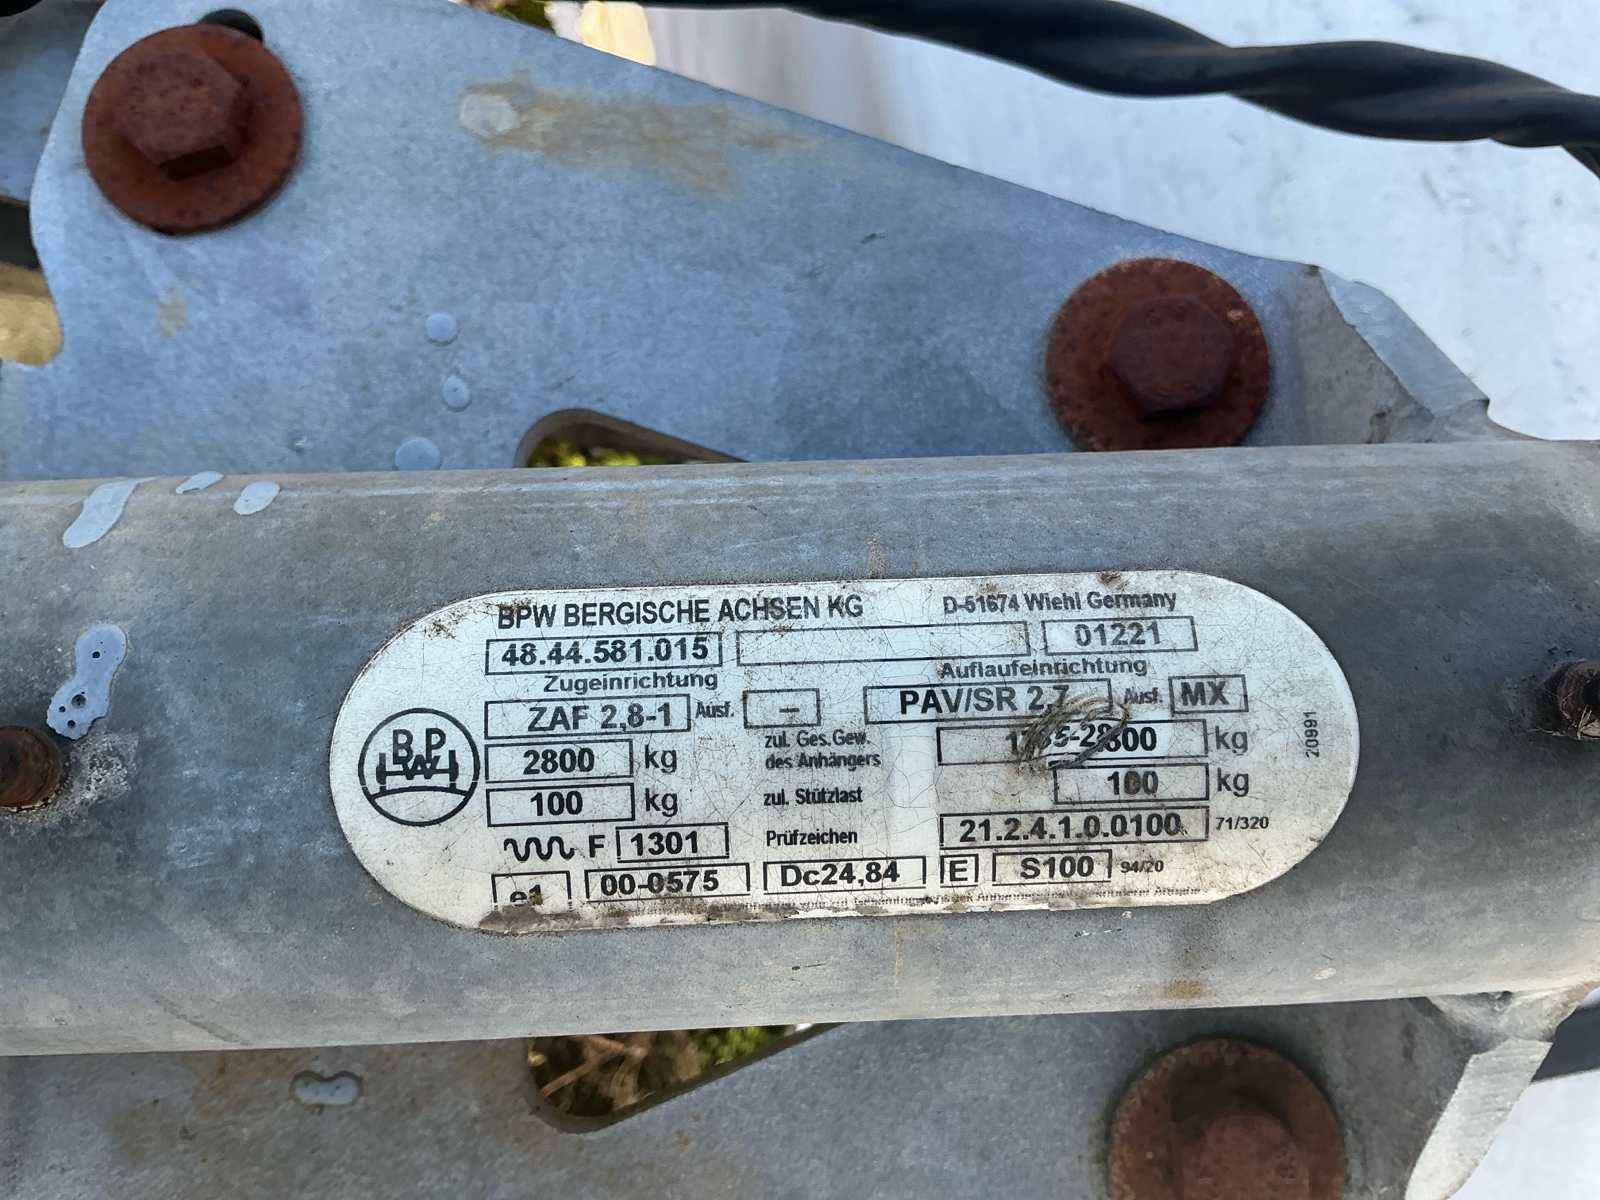 BPW BERGISCHE ACHSEN KG D-51674 Wiehl Germany
48.44.581.015 01221
Zugeinrichtung Auflaufeinrichtung
ZAF 2,8-1 Ausf. – PAV/SR 2,7 Ausf. MX
2800 kg zul. Ges. Gew. des Anhängers kg
100 kg zul. Stützlast 100 kg
F 1301 Prüfzeichen 21.2.4.1.0.0100 71/320
e1 00-0575 Dc24,84 E S100 94/20
BPW
20991